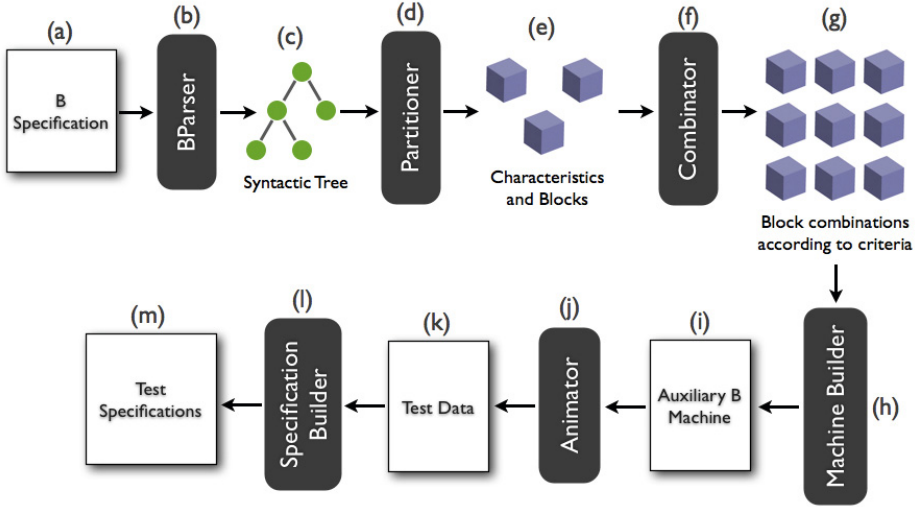 (a)
B
Specification
(b)
BParser
(c)
Syntactic Tree
(d)
Partitioner
(e)
Characteristics
and Blocks
(f)
Combinator
(g)
Block combinations
according to criteria
(h)
Machine Builder
(i)
Auxiliary B
Machine
(j)
Animator
(k)
Test Data
(l)
Specification
Builder
(m)
Test
Specifications